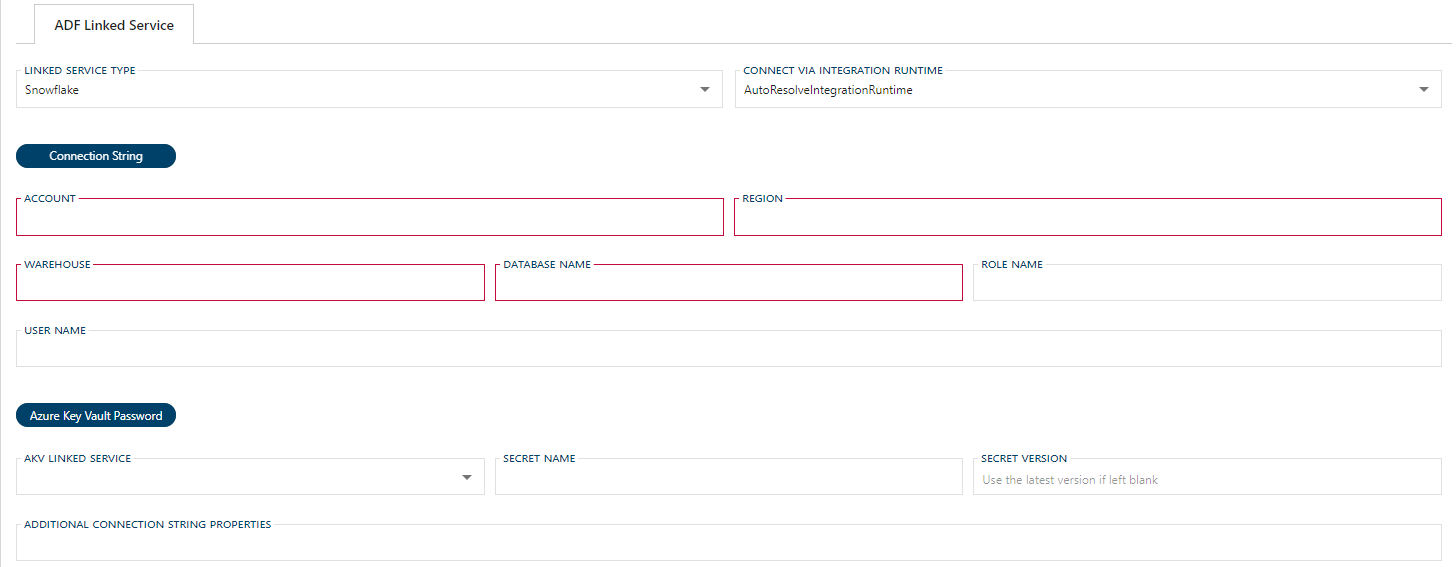 ADF Linked Service
LINKED SERVICE TYPE
Snowflake
CONNECT VIA INTEGRATION RUNTIME
AutoResolveIntegrationRuntime
Connection String
ACCOUNT
REGION
WAREHOUSE
DATABASE NAME
ROLE NAME
USER NAME
Azure Key Vault Password
AKV LINKED SERVICE
SECRET NAME
SECRET VERSION
Use the latest version if left blank
ADDITIONAL CONNECTION STRING PROPERTIES